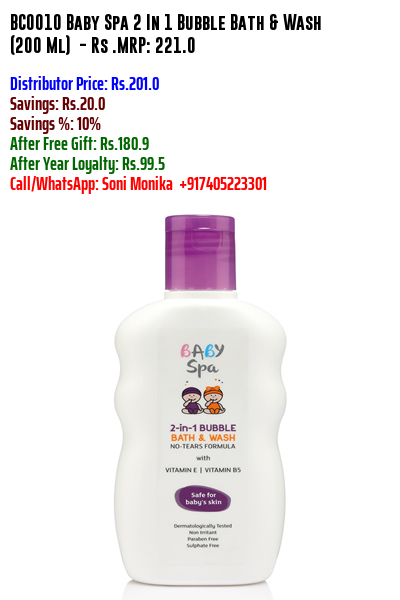 BC0010 Baby Spa 2 In 1 Bubble Bath & Wash
(200 Ml) - Rs .MRP: 221.0
Distributor Price: Rs.201.0
Savings: Rs.20.0
Savings %: 10%
After Free Gift: Rs.180.9
After Year Loyalty: Rs.99.5
Call/WhatsApp: Soni Monika +917405223301
BABY
Spa
2-in-1 BUBBLE
BATH & WASH
NO-TEARS FORMULA
with
VITAMIN E | VITAMIN B5
Safe for
baby's skin
Dermatologically Tested
Non Irritant
Paraben Free
Sulphate Free